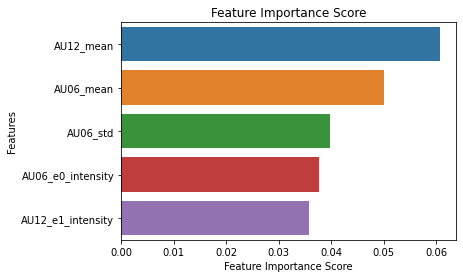 Feature Importance Score
Features
AU12_mean
AU06_mean
AU06_std
AU06_e0_intensity
AU12_e1_intensity
0.00 0.01 0.02 0.03 0.04 0.05 0.06
Feature Importance Score